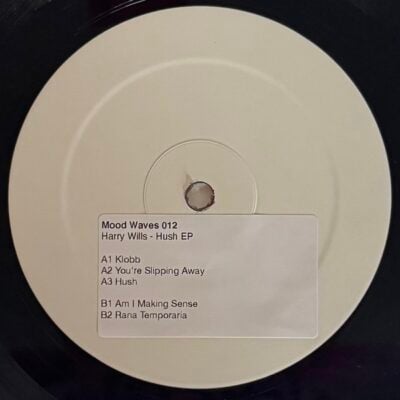 Mood Waves 012
Harry Wills - Hush EP
A1 Klobb
A2 You're Slipping Away
A3 Hush
B1 Am I Making Sense
B2 Rana Temporaria